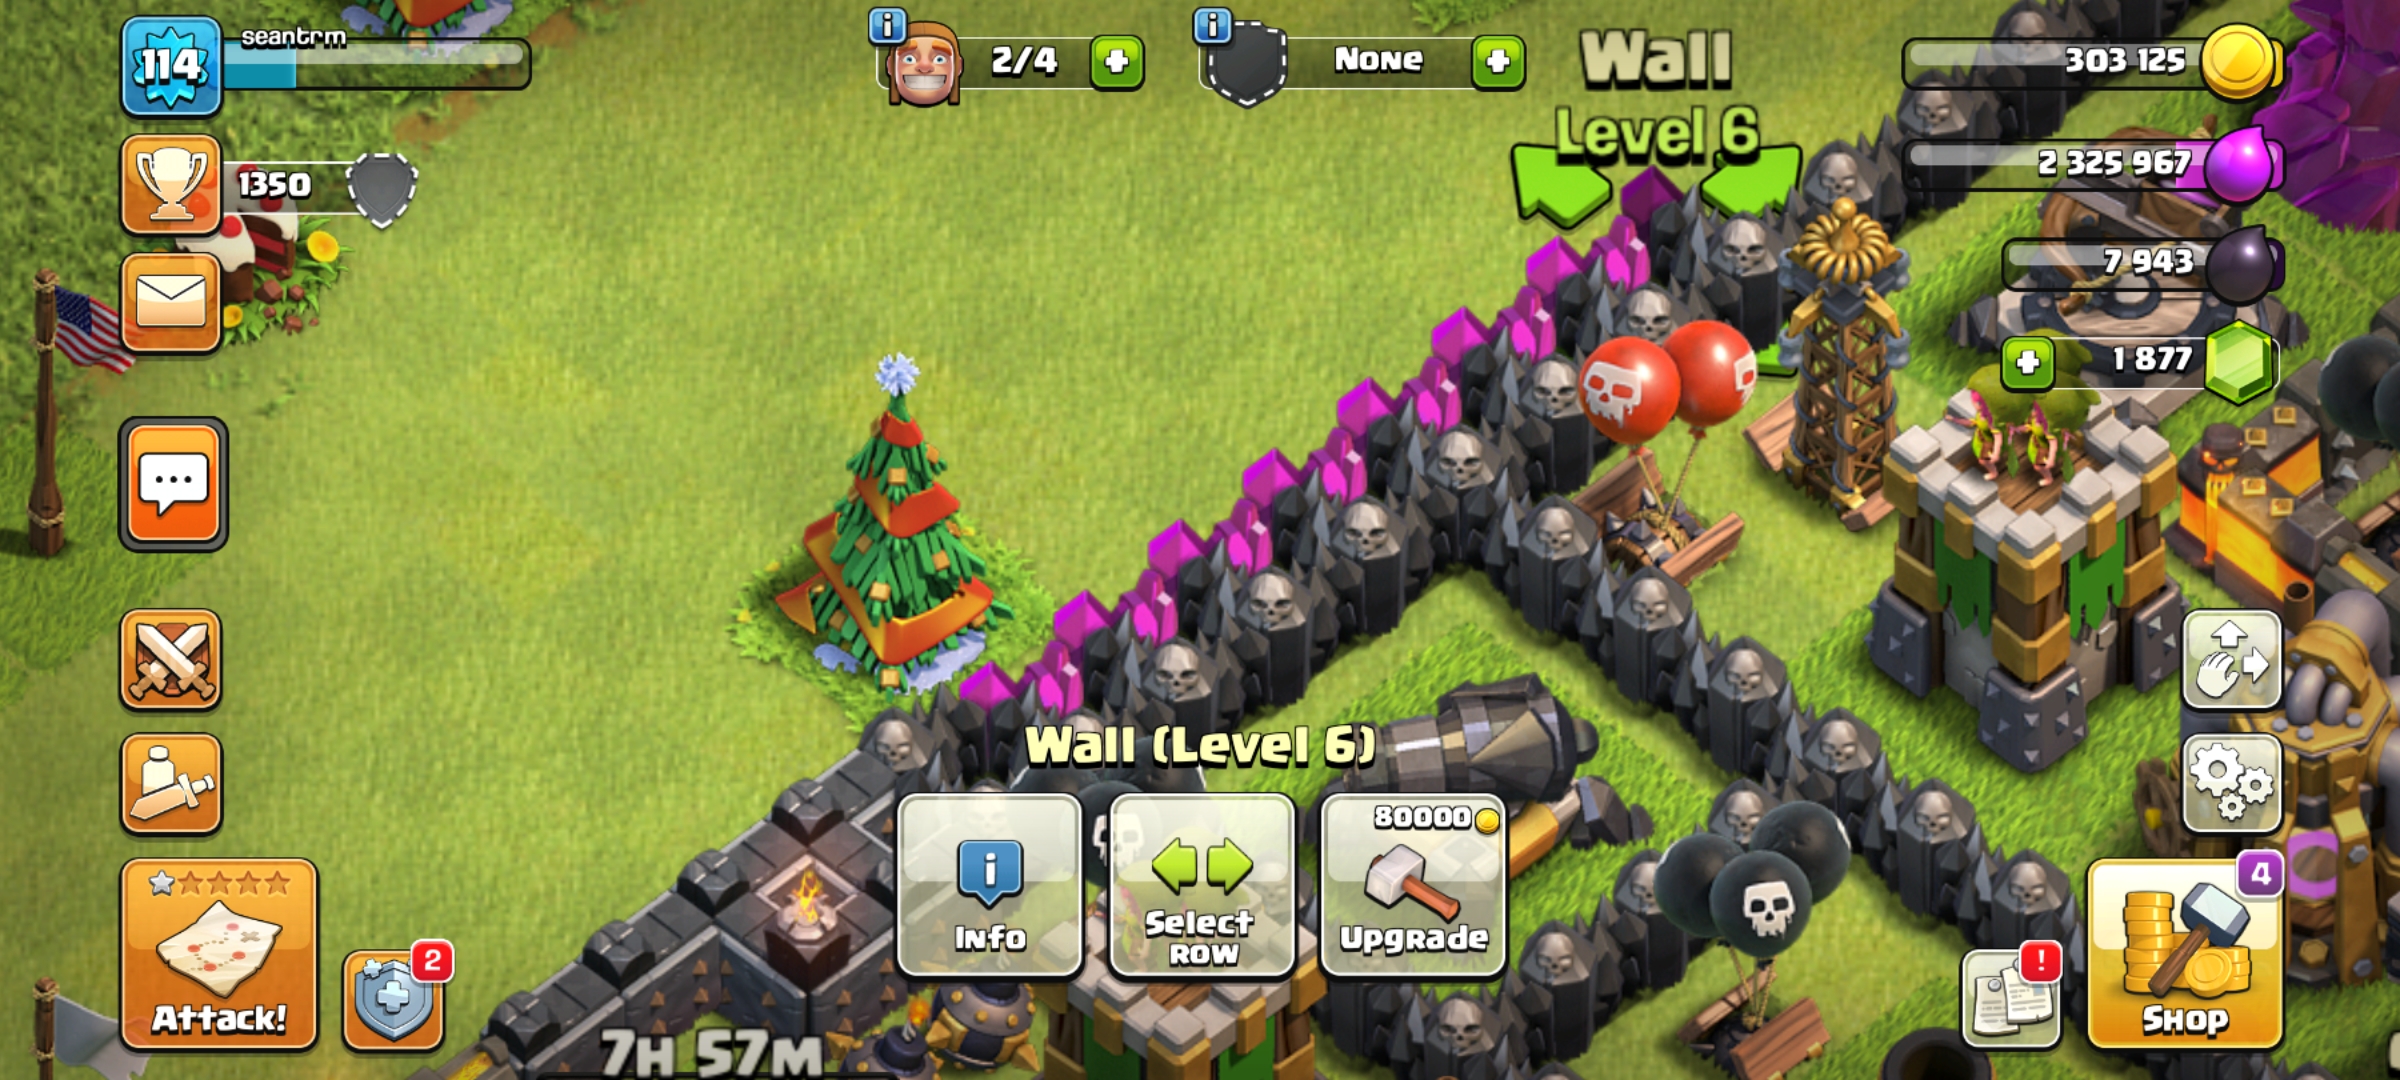 114
seantrm
2/4
None
Wall
Level 6
303 125
1350
2 325 967
7 943
1 877
Wall (Level 6)
80000
Info
Select
Row
Upgrade
4
2
!
Attack!
Shop
7H 57M